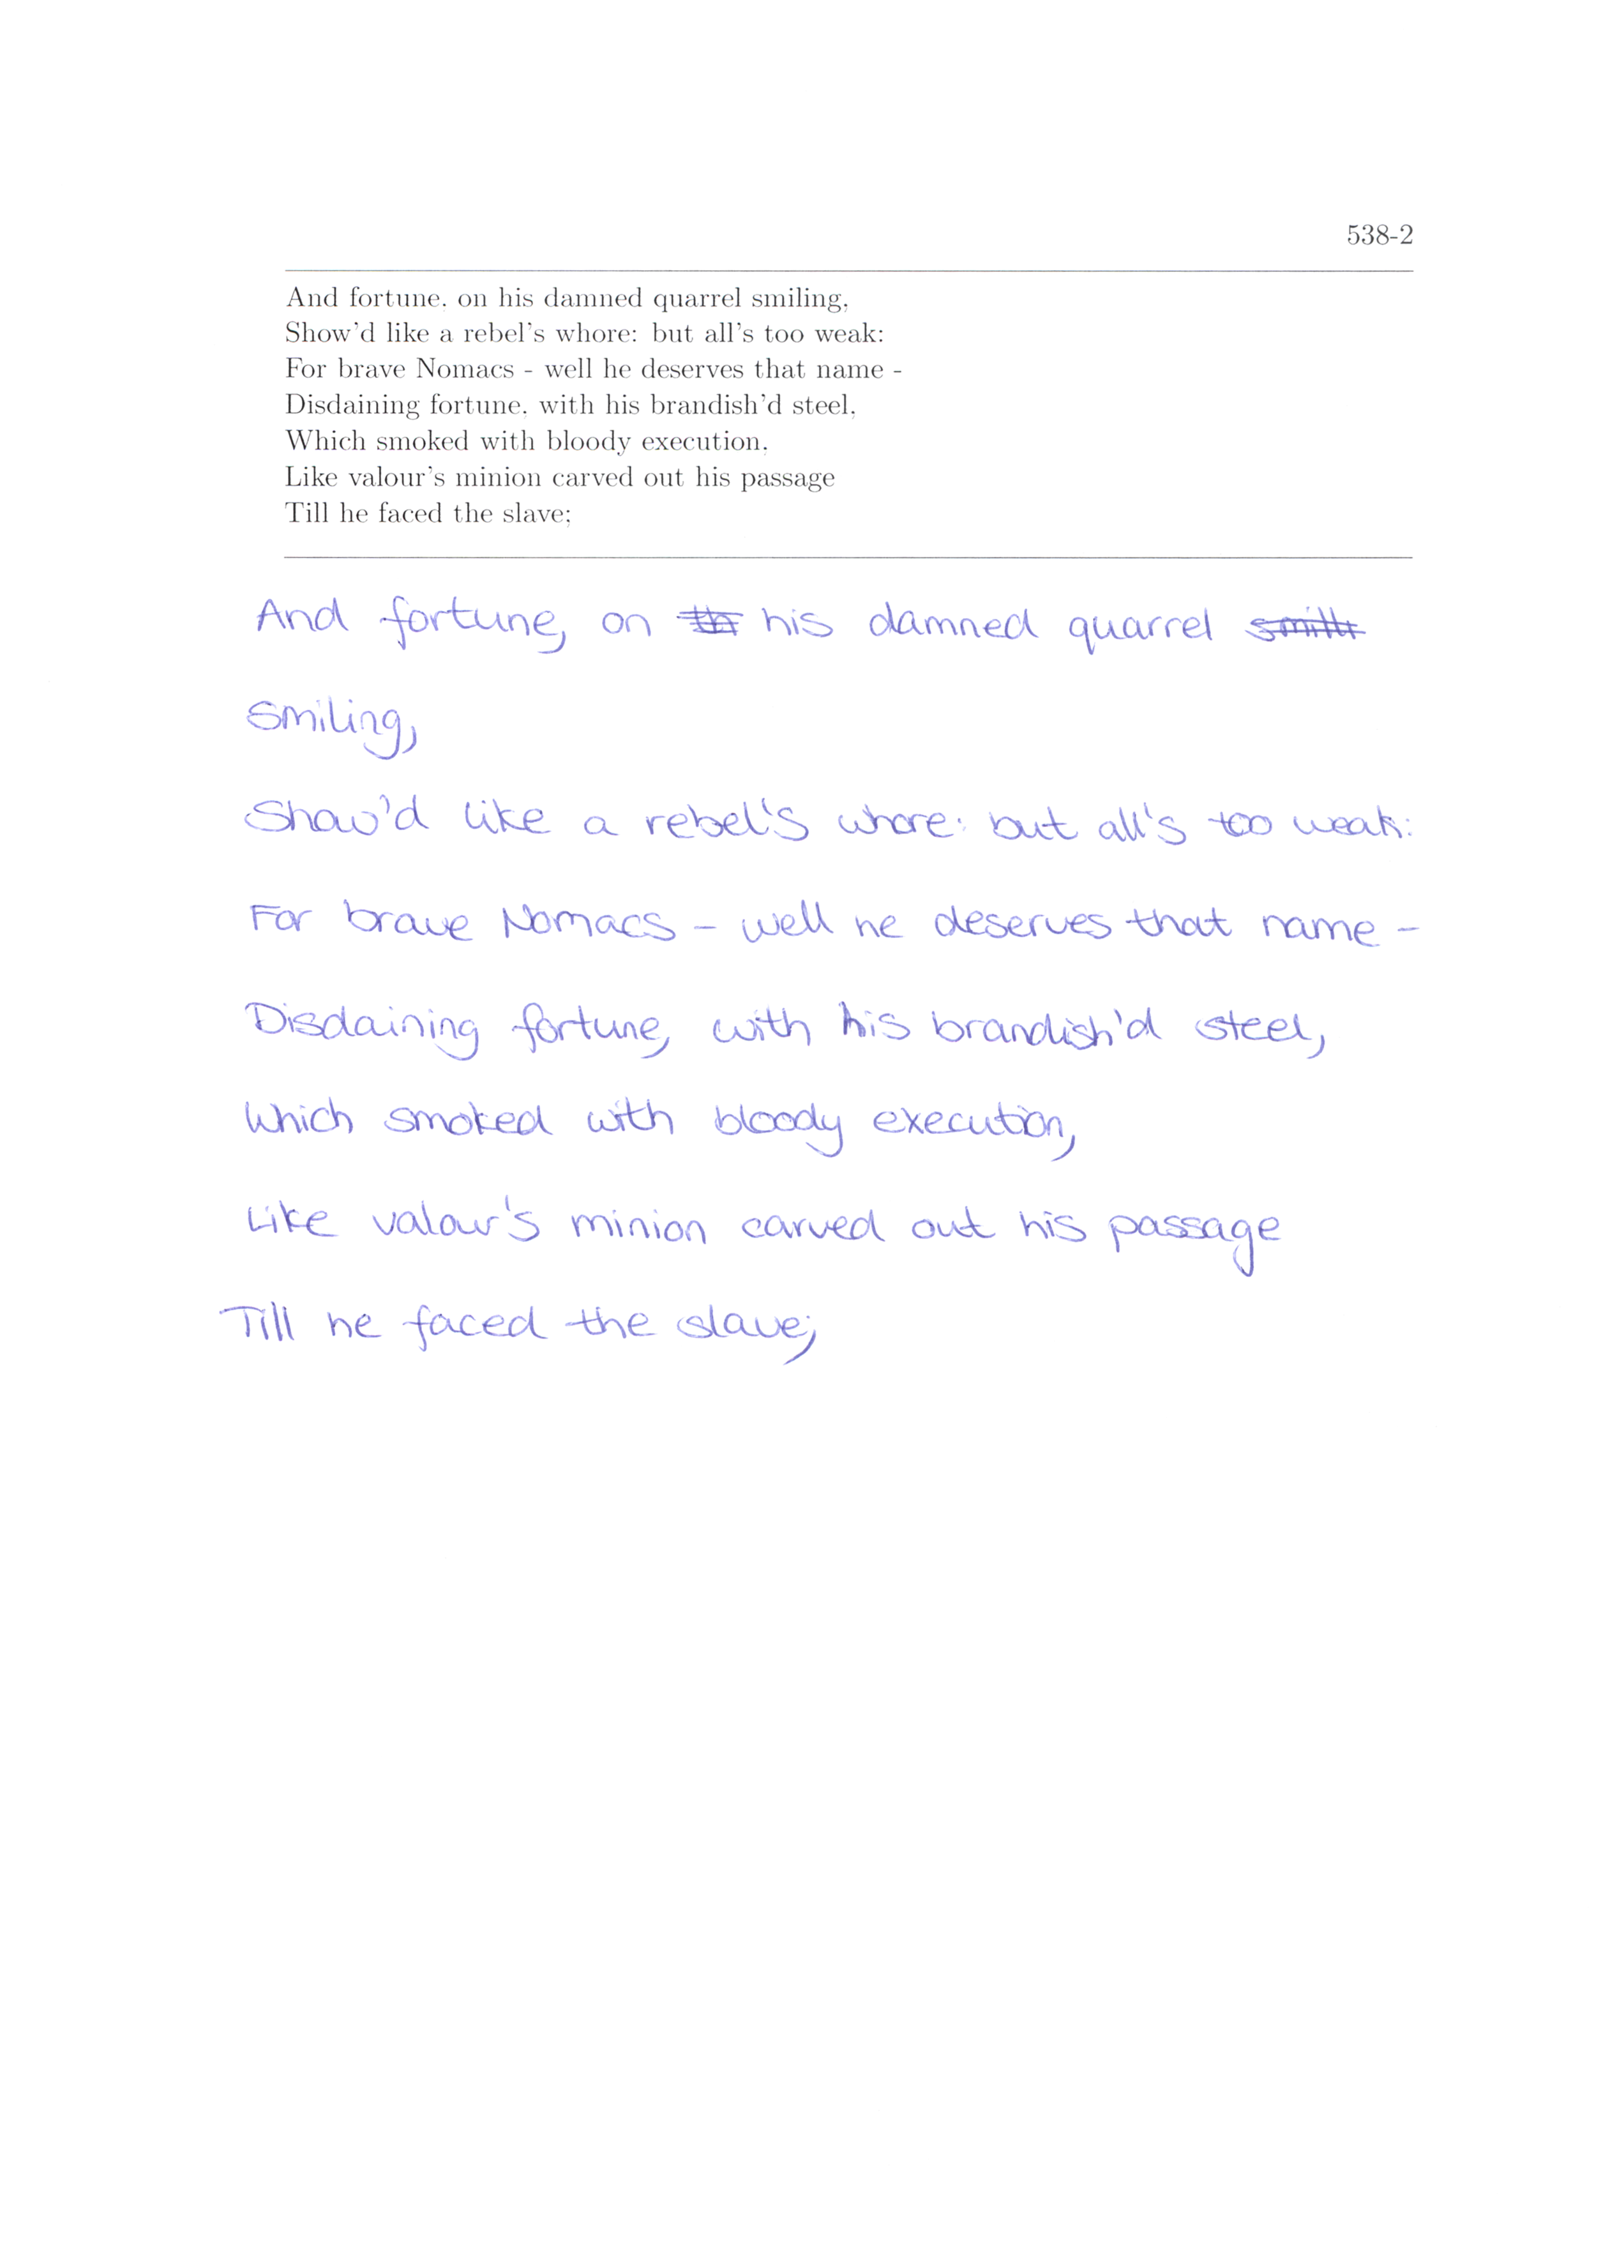 538-2
And fortune, on his damned quarrel smiling,
Show'd like a rebel's whore: but all's too weak:
For brave Nomacs - well he deserves that name -
Disdaining fortune, with his brandish'd steel,
Which smoked with bloody execution,
Like valour's minion carved out his passage
Till he faced the slave;
And fortune, on his damned quarrel
smiling,
Show'd like a rebel's whore: but all's too weak:
For brave Nomacs - well he deserves that name -
Disdaining fortune, with his brandish'd steel,
Which smoked with bloody execution,
Like valour's minion carved out his passage
Till he faced the slave;